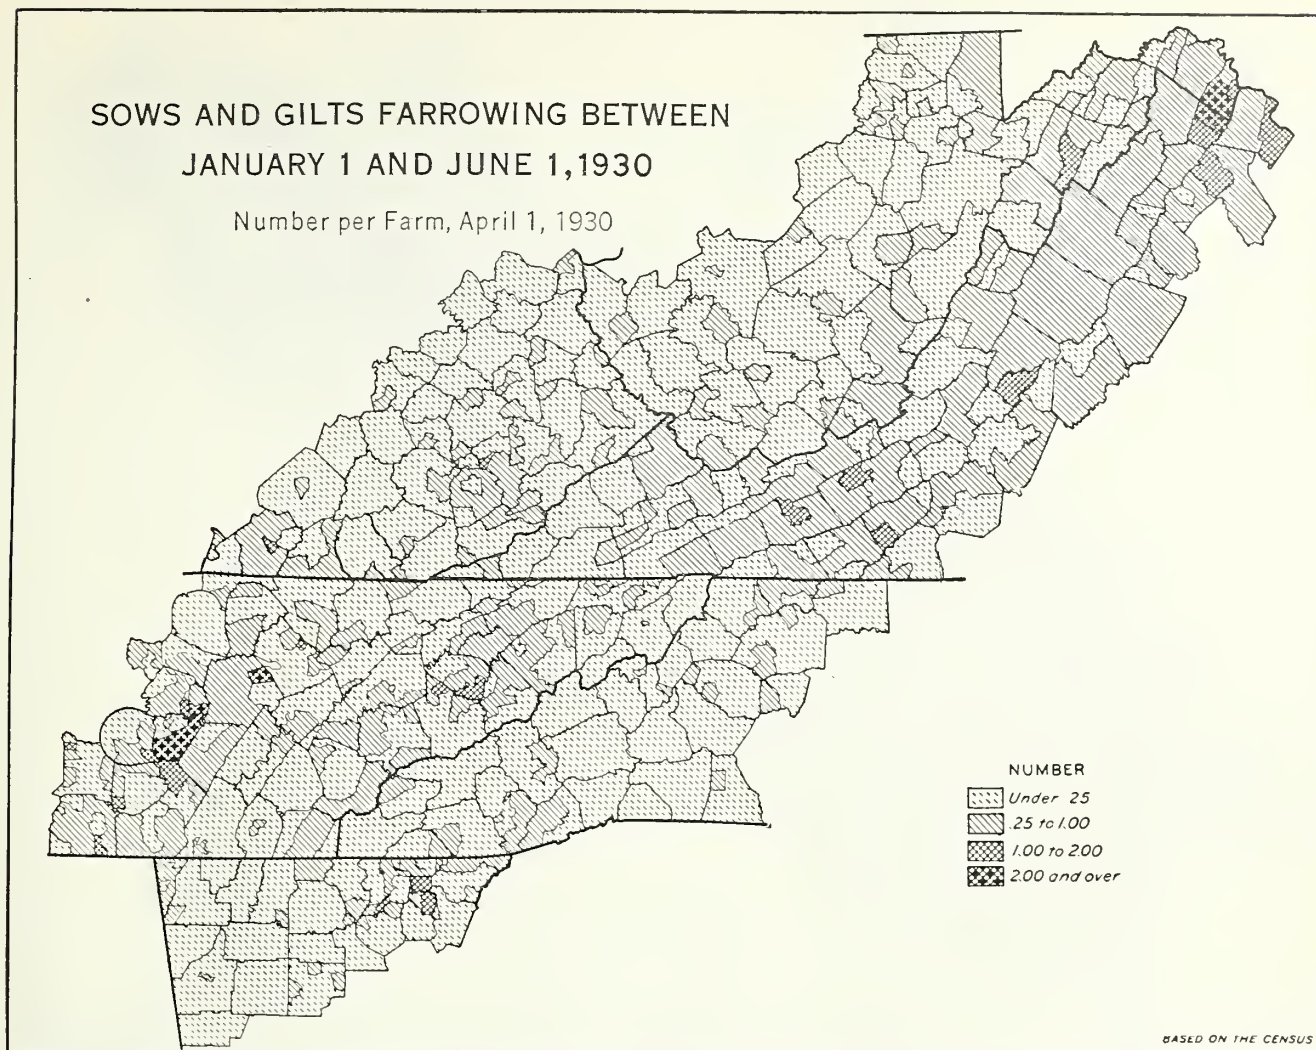 SOWS AND GILTS FARROWING BETWEEN
JANUARY 1 AND JUNE 1, 1930
Number per Farm, April 1, 1930
NUMBER
Under .25
.25 to 1.00
1.00 to 2.00
2.00 and over
BASED ON THE CENSUS